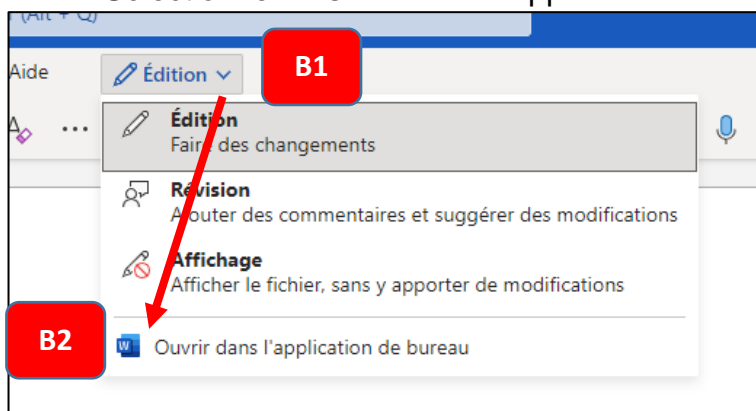 (Alt + Q)
Aide Édition B1
Édition
Faire des changements
Révision
Ajouter des commentaires et suggérer des modifications
Affichage
Afficher le fichier, sans y apporter de modifications
B2 Ouvrir dans l'application de bureau